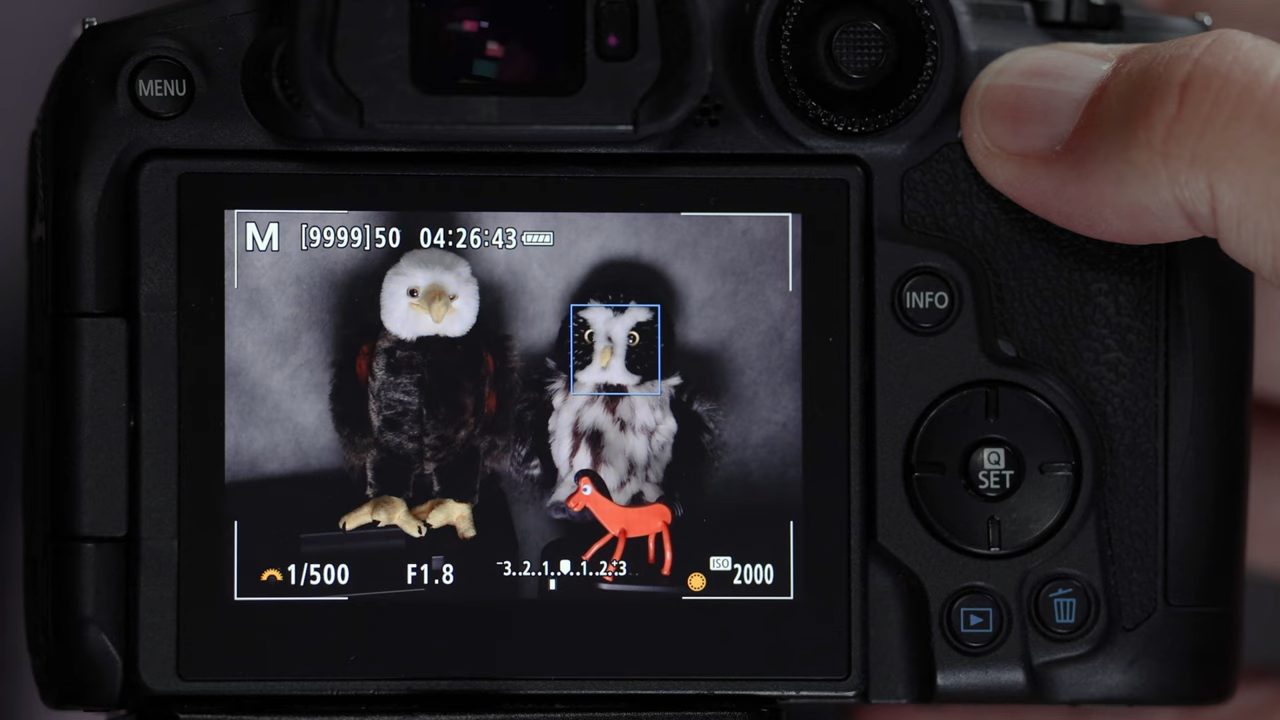 MENU
M [9999]50 04:26:43
INFO
Q
SET
1/500 F1.8 -3..2..1..0..1..2..+3 ISO 2000